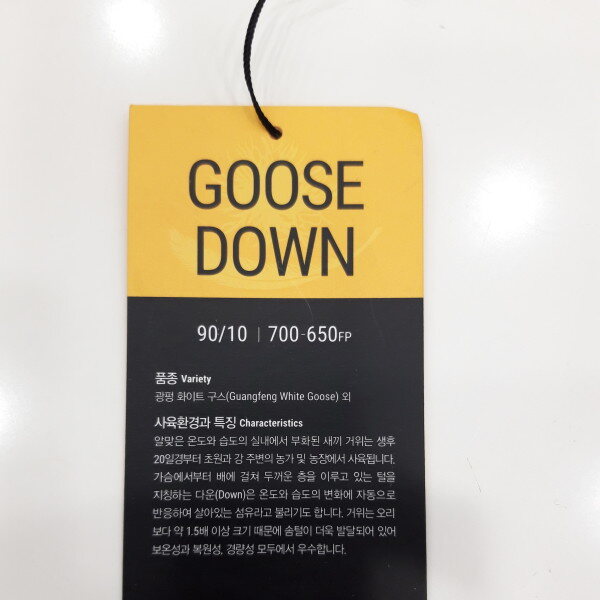 GOOSE
DOWN
90/10 | 700-650FP
품종 Variety
광펑 화이트 구스(Guangfeng White Goose) 외
사육환경과 특징 Characteristics
알맞은 온도와 습도의 실내에서 부화된 새끼 거위는 생후
20일경부터 초원과 강 주변의 농가 및 농장에서 사육됩니다.
가슴에서부터 배에 걸쳐 두꺼운 층을 이루고 있는 털을
지칭하는 다운(Down)은 온도와 습도의 변화에 자동으로
반응하여 살아있는 섬유라고 불리기도 합니다. 거위는 오리
보다 약 1.5배 이상 크기 때문에 솜털이 더욱 발달되어 있어
보온성과 복원성, 경량성 모두에서 우수합니다.